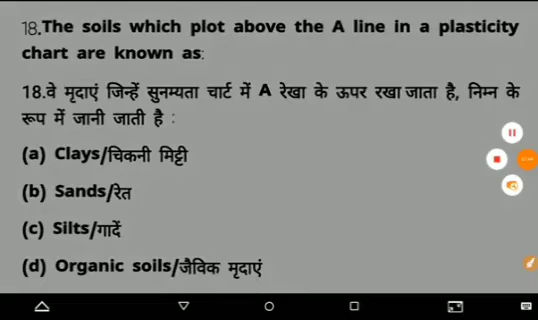 18.The soils which plot above the A line in a plasticity
chart are known as:
18.वे मृदाएं जिन्हें सुनम्यता चार्ट में A रेखा के ऊपर रखा जाता है, निम्न के
रूप में जानी जाती है :
(a) Clays/चिकनी मिट्टी
(b) Sands/रेत
(c) Silts/गादें
(d) Organic soils/जैविक मृदाएं